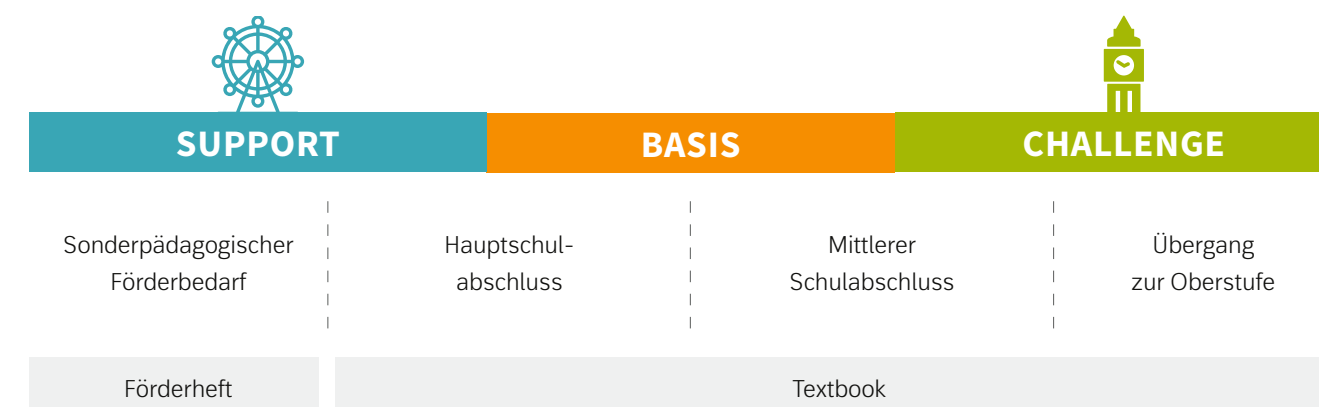 SUPPORT BASIS CHALLENGE
Sonderpädagogischer
Förderbedarf
Hauptschul-
abschluss
Mittlerer
Schulabschluss
Übergang
zur Oberstufe
Förderheft
Textbook